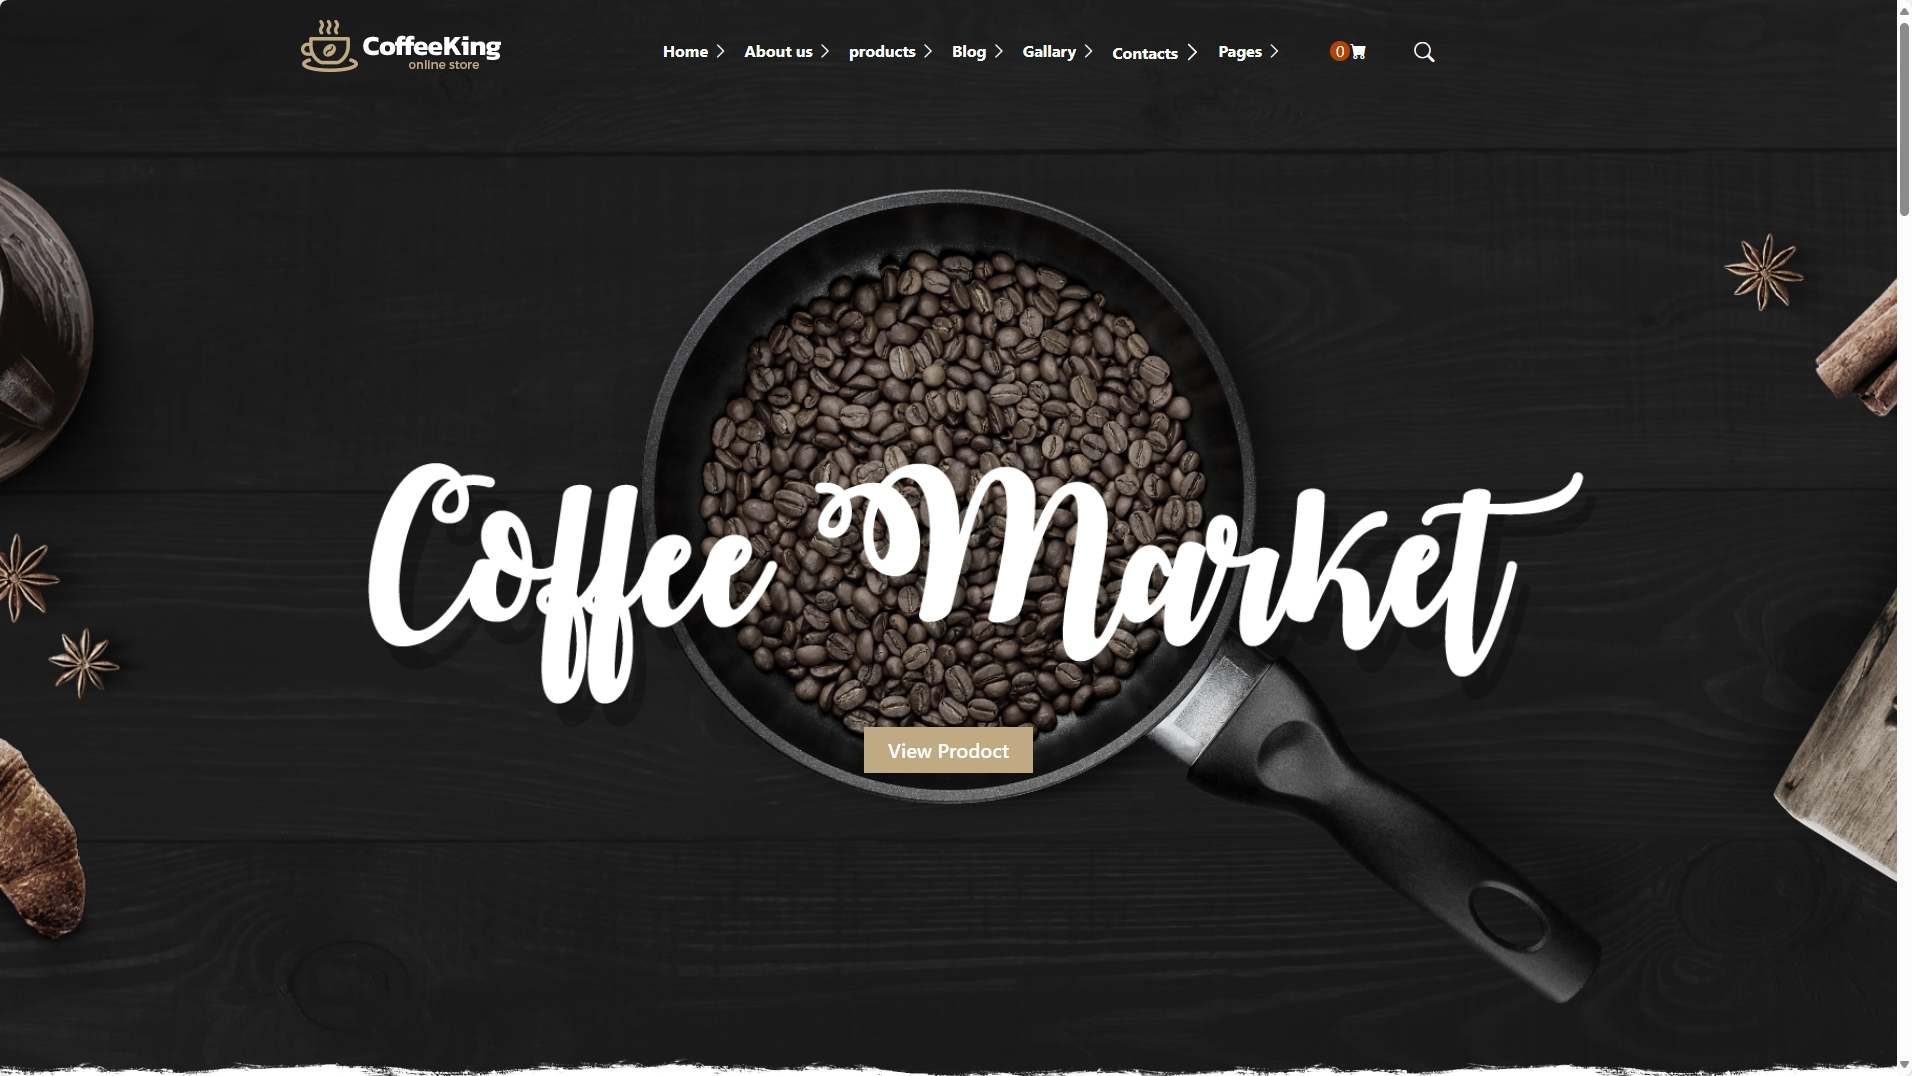 CoffeeKing
online store
Home About us products Blog Gallary Contacts Pages 0
Coffee Market
View Prodoct